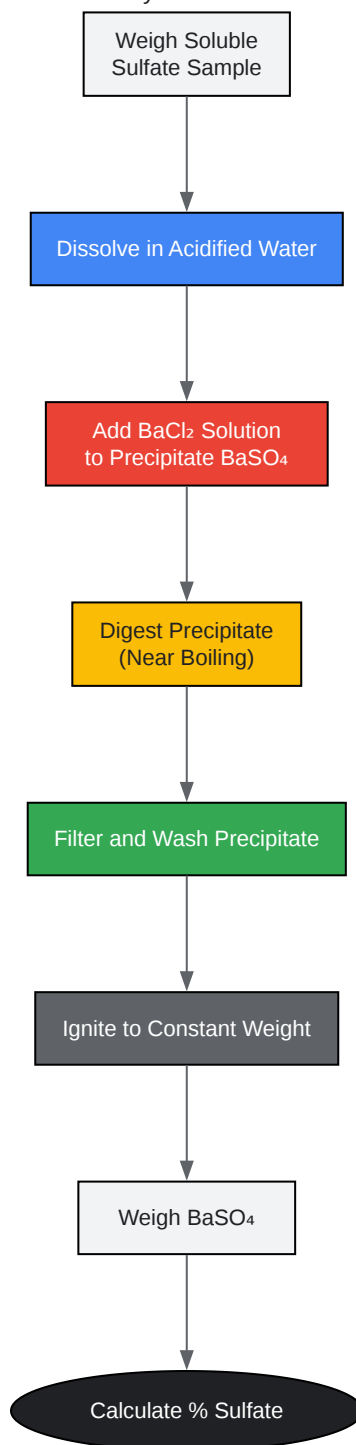 Weigh Soluble
Sulfate Sample
Dissolve in Acidified Water
Add BaCl₂ Solution
to Precipitate BaSO₄
Digest Precipitate
(Near Boiling)
Filter and Wash Precipitate
Ignite to Constant Weight
Weigh BaSO₄
Calculate % Sulfate